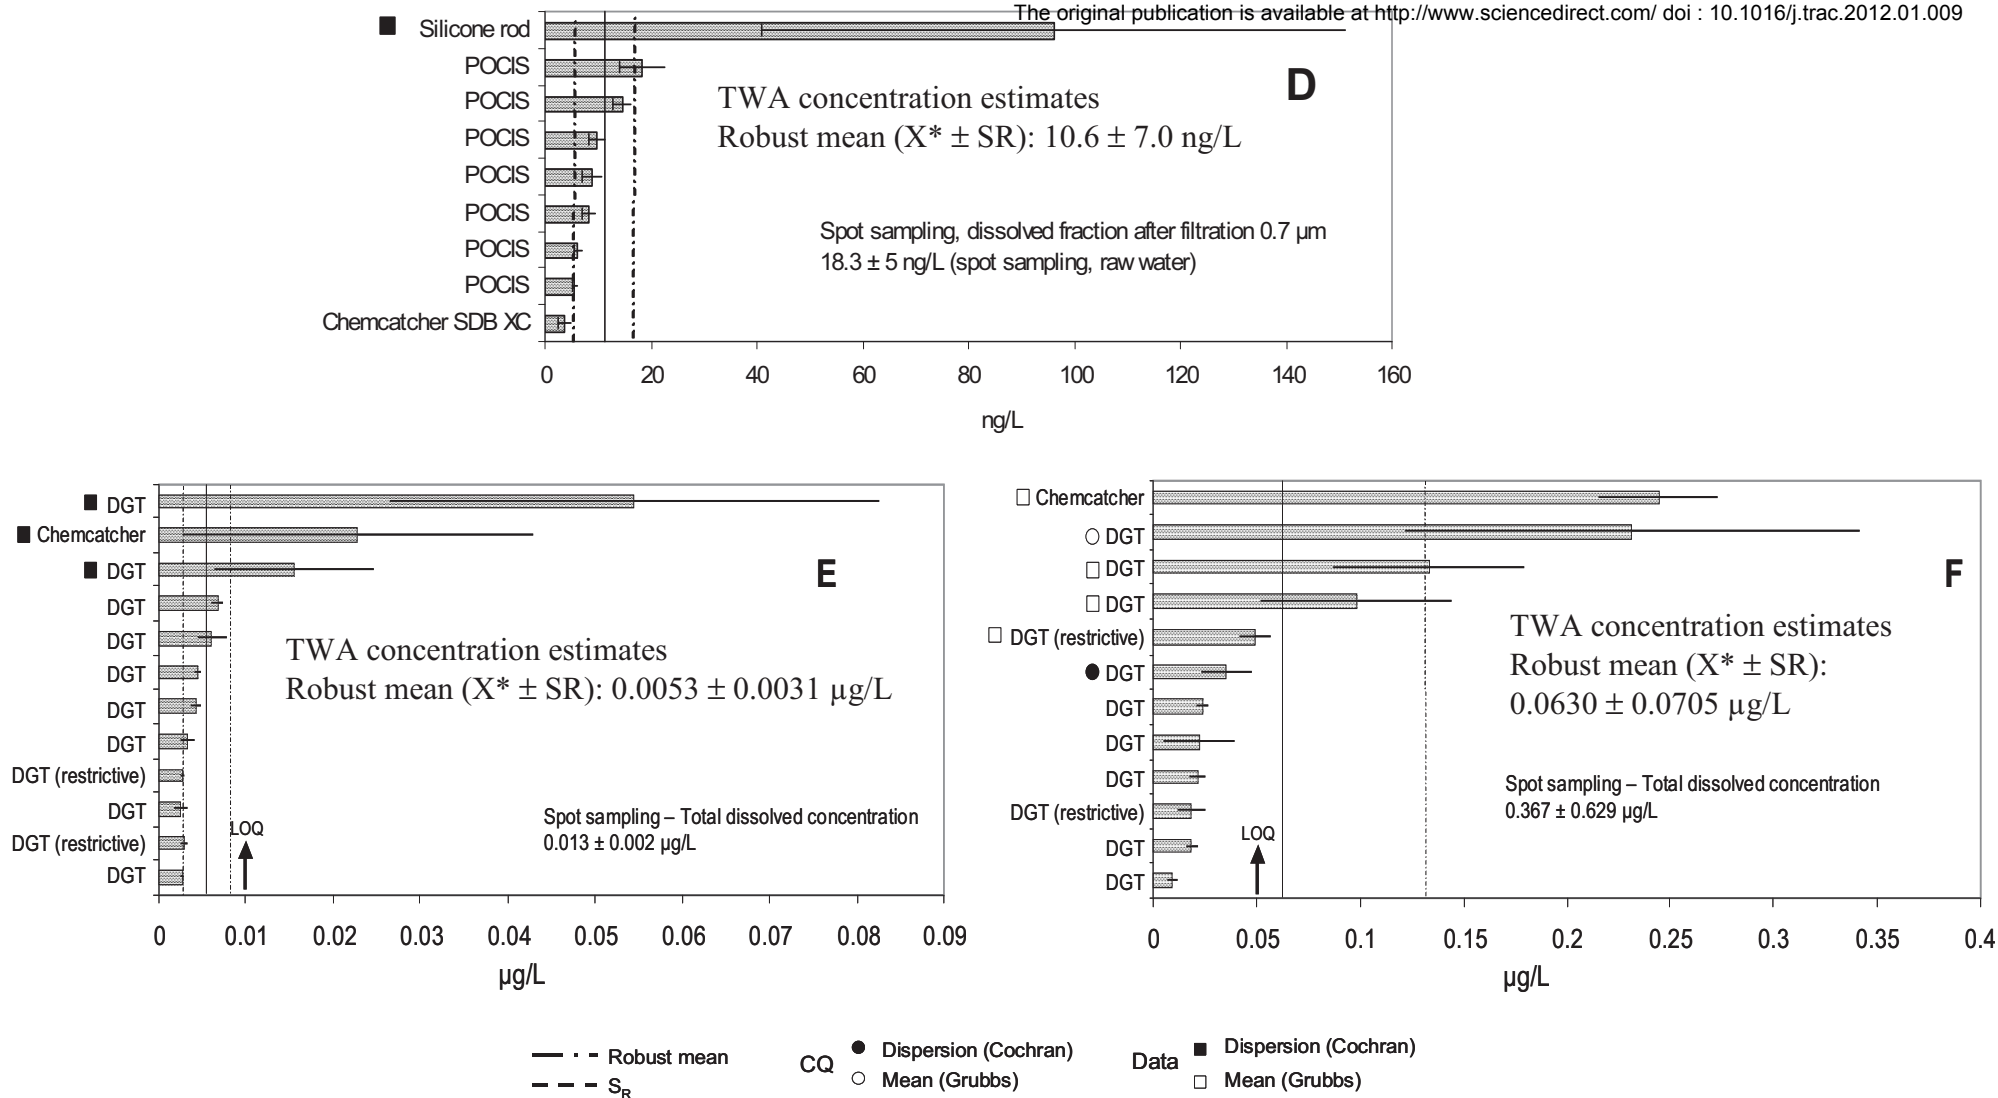 The original publication is available at http://www.sciencedirect.com/ doi : 10.1016/j.trac.2012.01.009
Silicone rod
POCIS
POCIS
POCIS
POCIS
POCIS
POCIS
POCIS
Chemcatcher SDB XC
D
TWA concentration estimates
Robust mean (X* ± SR): 10.6 ± 7.0 ng/L
Spot sampling, dissolved fraction after filtration 0.7 µm
18.3 ± 5 ng/L (spot sampling, raw water)
0 20 40 60 80 100 120 140 160
ng/L
DGT
Chemcatcher
DGT
DGT
DGT
DGT
DGT
DGT
DGT (restrictive)
DGT
DGT (restrictive)
DGT
E
TWA concentration estimates
Robust mean (X* ± SR): 0.0053 ± 0.0031 µg/L
Spot sampling – Total dissolved concentration
0.013 ± 0.002 µg/L
LOQ
0 0.01 0.02 0.03 0.04 0.05 0.06 0.07 0.08 0.09
µg/L
Chemcatcher
DGT
DGT
DGT
DGT (restrictive)
DGT
DGT
DGT
DGT
DGT (restrictive)
DGT
DGT
F
TWA concentration estimates
Robust mean (X* ± SR):
0.0630 ± 0.0705 µg/L
Spot sampling – Total dissolved concentration
0.367 ± 0.629 µg/L
LOQ
0 0.05 0.1 0.15 0.2 0.25 0.3 0.35 0.4
µg/L
Robust mean
SR
CQ
Dispersion (Cochran)
Mean (Grubbs)
Data
Dispersion (Cochran)
Mean (Grubbs)